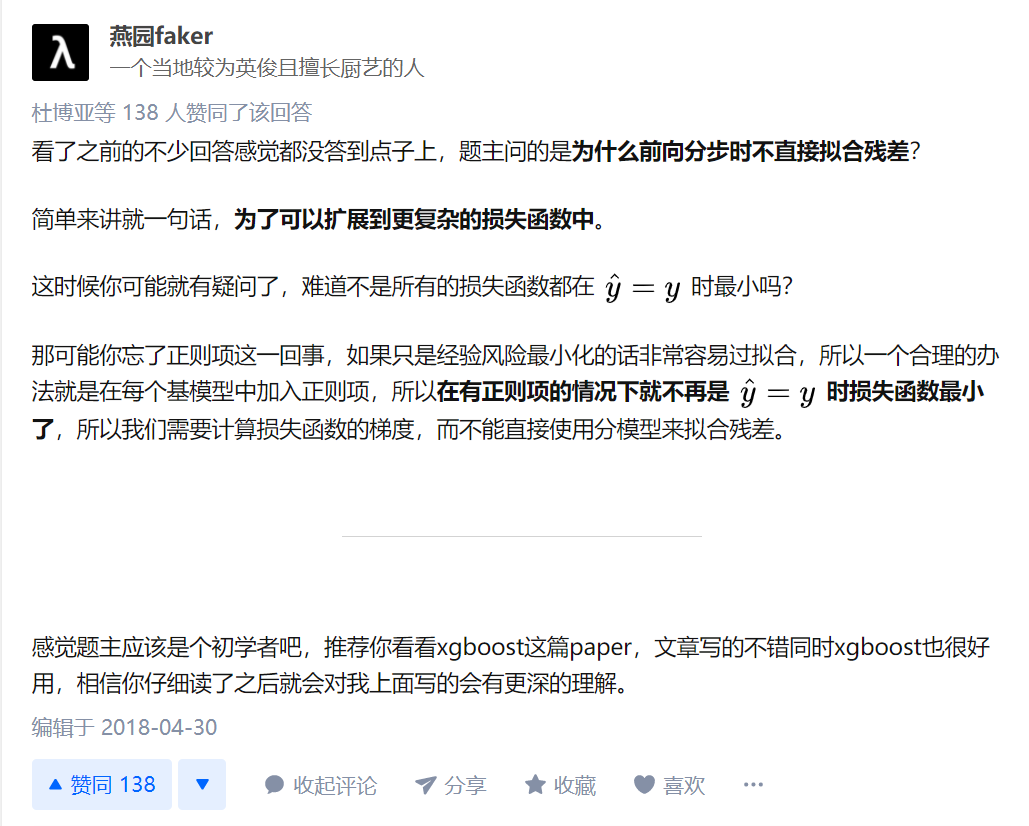 λ
燕园faker
一个当地较为英俊且擅长厨艺的人
杜博亚等 138 人赞同了该回答
看了之前的不少回答感觉都没答到点子上，题主问的是为什么前向分步时不直接拟合残差?
简单来讲就一句话，为了可以扩展到更复杂的损失函数中。
这时候你可能就有疑问了，难道不是所有的损失函数都在 ŷ = y 时最小吗?
那可能你忘了正则项这一回事，如果只是经验风险最小化的话非常容易过拟合，所以一个合理的办
法就是在每个基模型中加入正则项，所以在有正则项的情况下就不再是 ŷ = y 时损失函数最小
了，所以我们需要计算损失函数的梯度，而不能直接使用分模型来拟合残差。
感觉题主应该是个初学者吧，推荐你看看xgboost这篇paper，文章写的不错同时xgboost也很好
用，相信你仔细读了之后就会对我上面写的会有更深的理解。
编辑于 2018-04-30
赞同 138 收起评论 分享 收藏 喜欢 ···